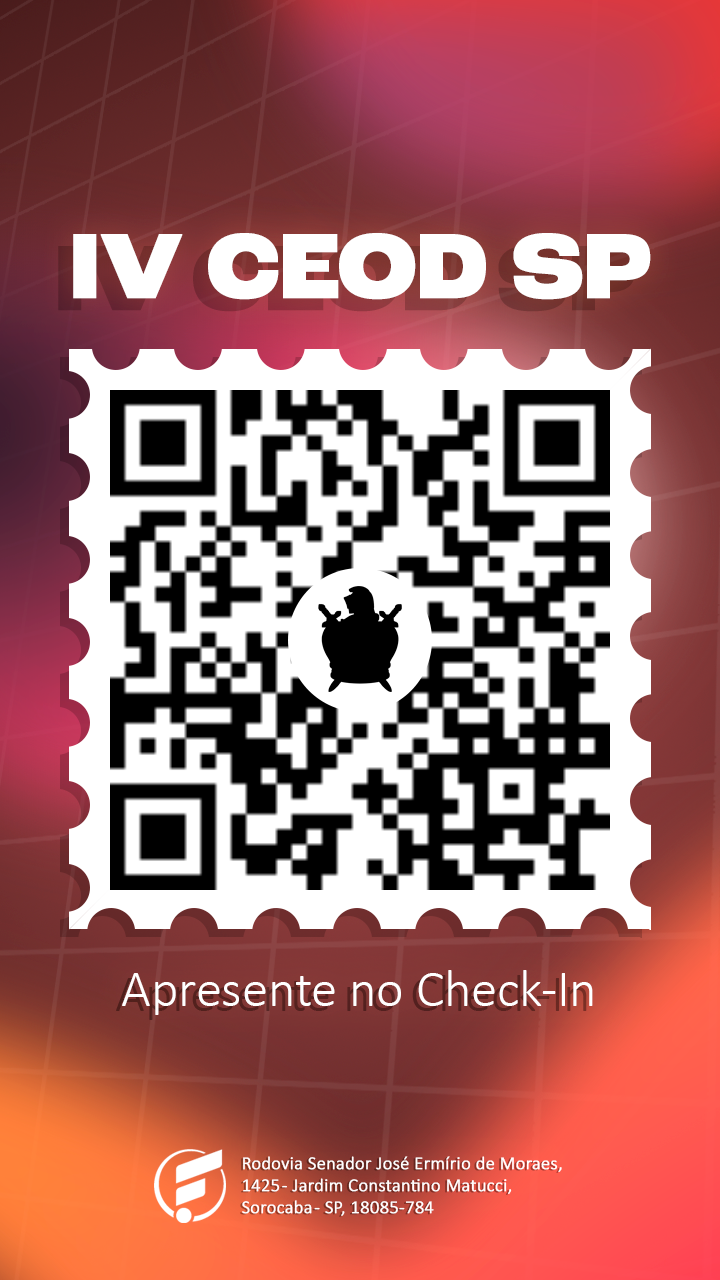 IV CEOD SP
Apresente no Check-In
Rodovia Senador José Ermírio de Moraes,
1425- Jardim Constantino Matucci,
Sorocaba- SP, 18085-784